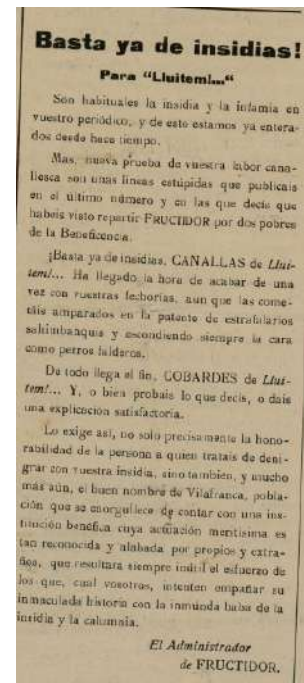 Basta ya de insidias!
Para "Lluitem!..."
Son habituales la insidia y la infamia en
vuestro periódico, y de esto estamos ya entera-
dos desde hace tiempo.
Mas, nueva prueba de vuestra labor cana-
llesca son unas líneas estúpidas que publicais
en el último número y en las que decís que
habeis visto repartir FRUCTIDOR por dos pobres
de la Beneficencia.
¡Basta ya de insidias, CANALLAS de Llui-
tem!... Ha llegado la hora de acabar de una
vez con vuestras fechorías, aun que las come-
táis amparados en la patente de estrafalarios
saltimbanquis y escondiendo siempre la cara
como perros falderos.
De todo llega el fin, COBARDES de Llui-
tem!... Y, o bien probais lo que decís, o dais
una explicación satisfactoria.
Lo exige así, no solo precisamente la hono-
rabilidad de la persona a quien tratais de deni-
grar con vuestra insidia, sino también, y mucho
más aún, el buen nombre de Vilafranca, pobla-
ción que se enorgullece de contar con una ins-
titución benéfica cuya actuación meritísima es
tan reconocida y alabada por propios y extra-
ños, que resultara siempre inútil el esfuerzo de
los que, cual vosotros, intenten empañar su
inmaculada historia con la inmunda baba de la
insidia y la calumnia.
El Administrador
de FRUCTIDOR.